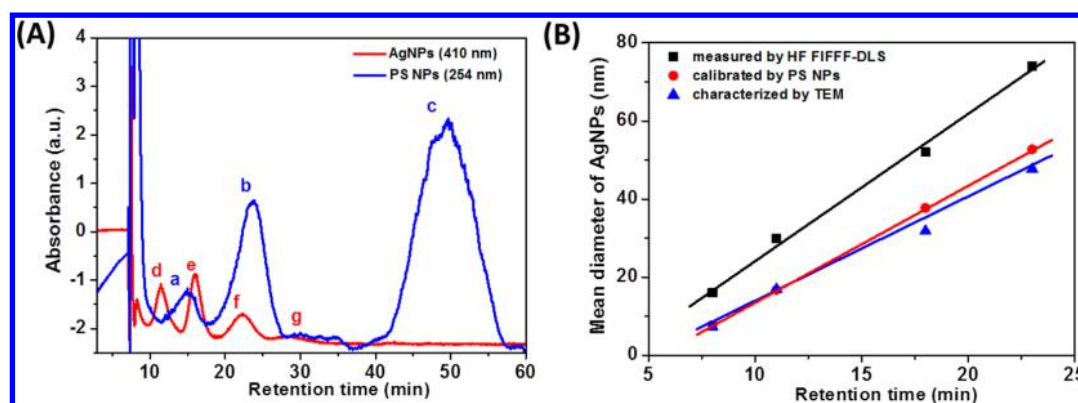 (A)
4
3
2
1
0
-1
-2
Absorbance (a.u.)
AgNPs (410 nm)
PS NPs (254 nm)
a
b
c
d
e
f
g
10 20 30 40 50 60
Retention time (min)
(B)
80
60
40
20
0
Mean diameter of AgNPs (nm)
measured by HF FIFFF-DLS
calibrated by PS NPs
characterized by TEM
5 10 15 20 25
Retention time (min)